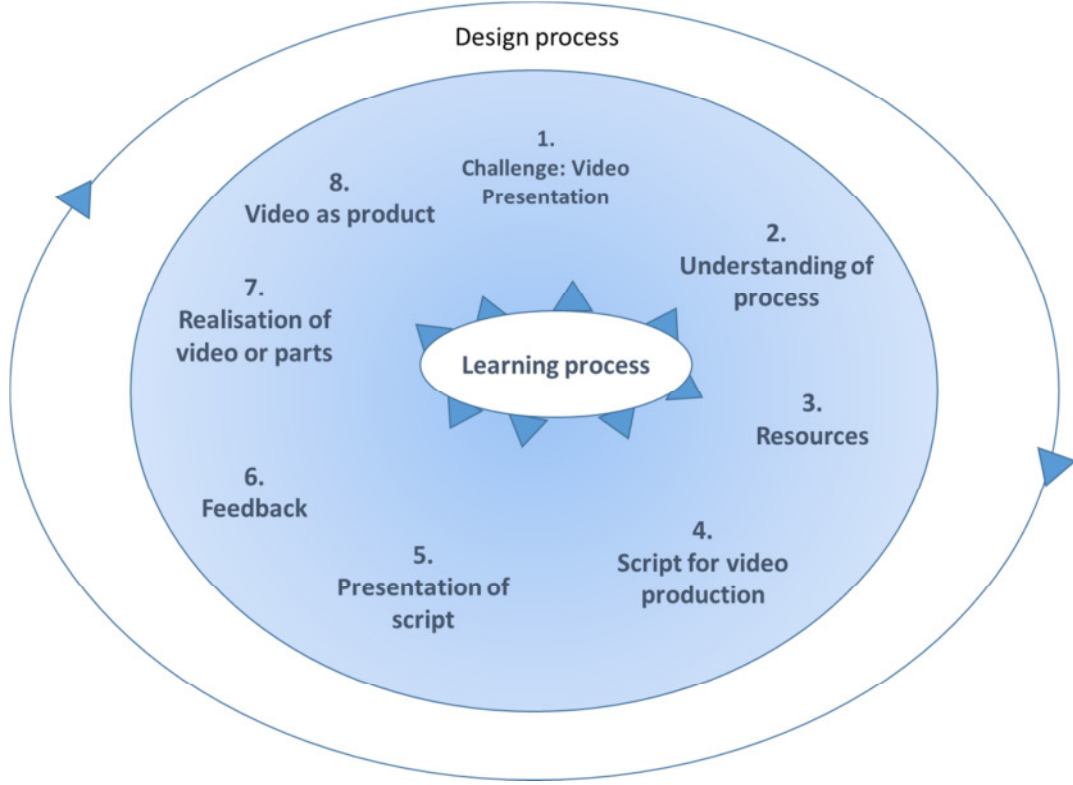 Design process
1.
Challenge: Video
Presentation
2.
Understanding of
process
3.
Resources
4.
Script for video
production
5.
Presentation of
script
6.
Feedback
7.
Realisation of
video or parts
8.
Video as product
Learning process